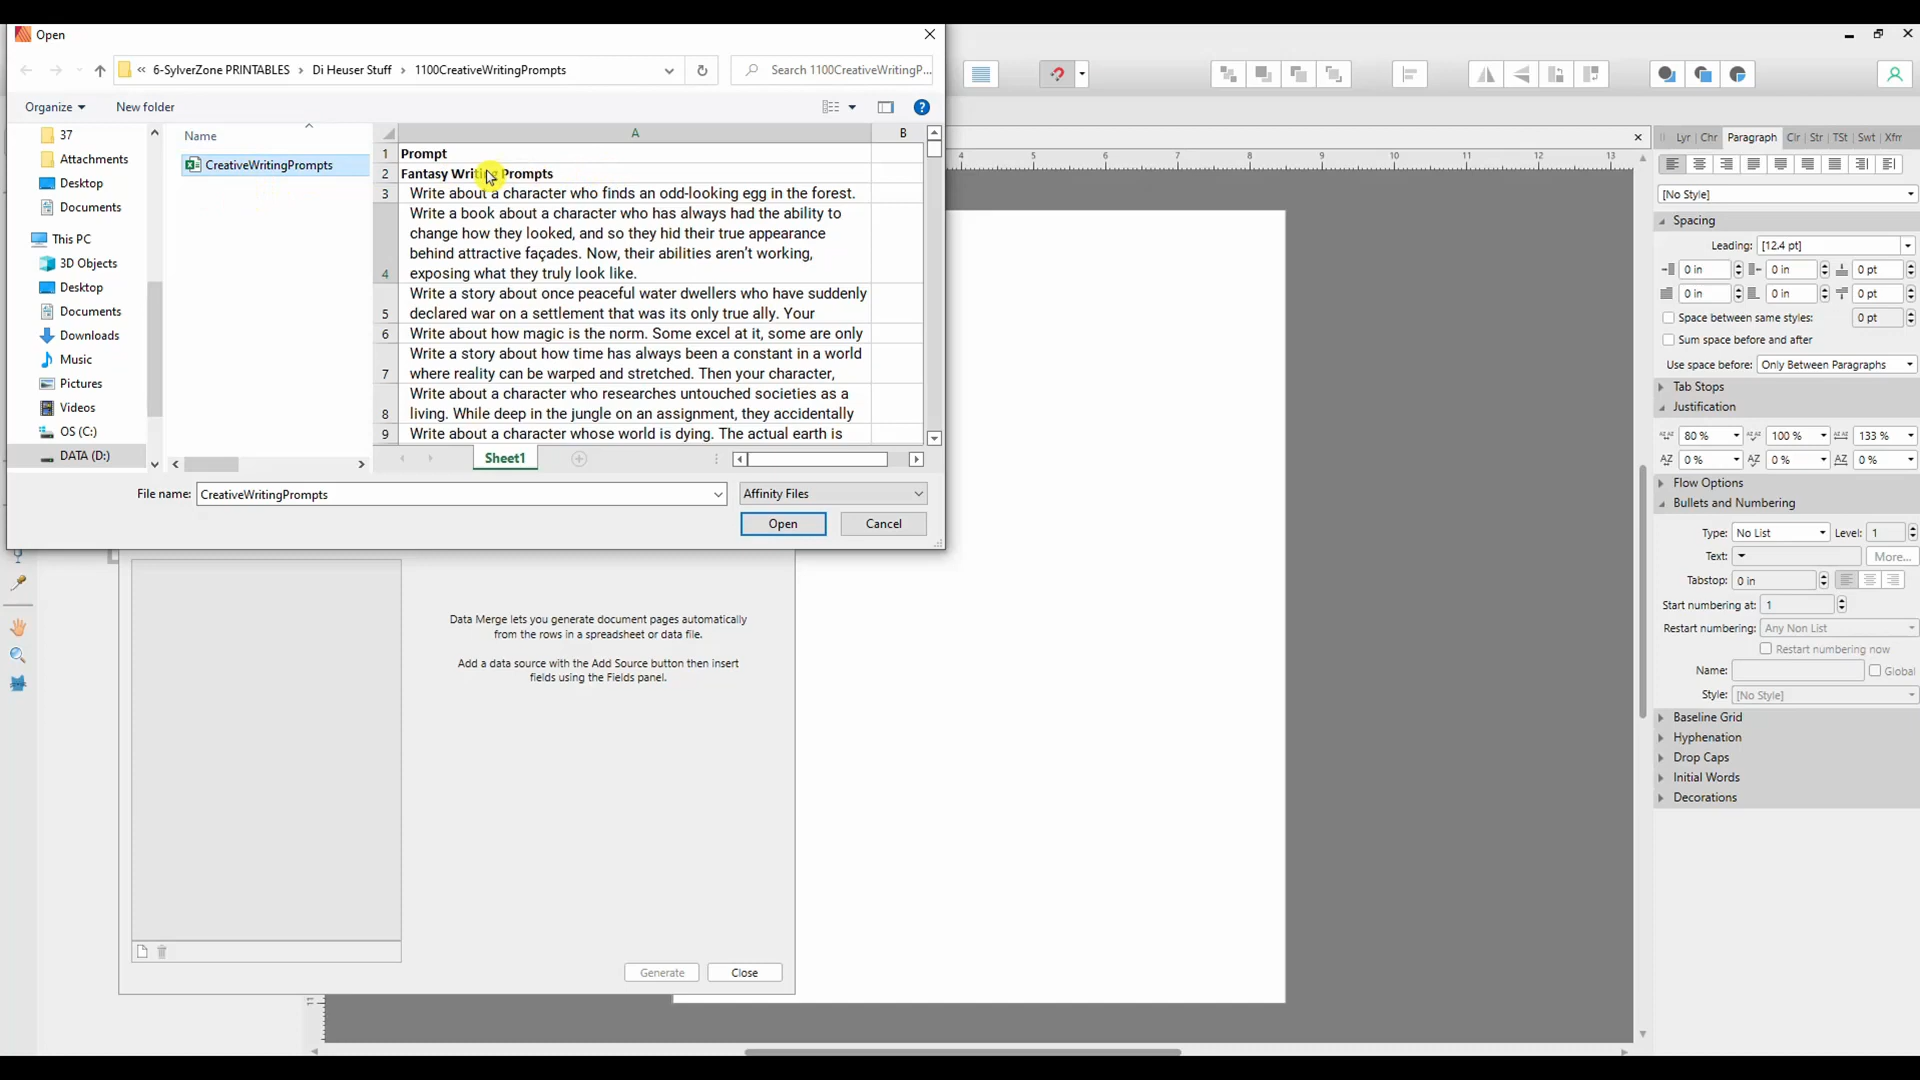 Open
« 6-SylverZone PRINTABLES › Di Heuser Stuff › 1100CreativeWritingPrompts
Search 1100CreativeWritingP...
Organize
New folder
37
Attachments
Desktop
Documents
This PC
3D Objects
Desktop
Documents
Downloads
Music
Pictures
Videos
OS (C:)
DATA (D:)
Name
CreativeWritingPrompts
A B
1 Prompt
2 Fantasy Writing Prompts
3 Write about a character who finds an odd-looking egg in the forest.
Write a book about a character who has always had the ability to
change how they looked, and so they hid their true appearance
behind attractive façades. Now, their abilities aren't working,
4 exposing what they truly look like.
Write a story about once peaceful water dwellers who have suddenly
5 declared war on a settlement that was its only true ally. Your
6 Write about how magic is the norm. Some excel at it, some are only
Write a story about how time has always been a constant in a world
7 where reality can be warped and stretched. Then your character,
Write about a character who researches untouched societies as a
8 living. While deep in the jungle on an assignment, they accidentally
9 Write about a character whose world is dying. The actual earth is
Sheet1
File name: CreativeWritingPrompts
Affinity Files
Open
Cancel
Data Merge lets you generate document pages automatically
from the rows in a spreadsheet or data file.
Add a data source with the Add Source button then insert
fields using the Fields panel.
Generate
Close
4 5 6 7 8 9 10 11 12 13
11
Lyr Chr Paragraph Clr Str TSt Swt Xfrr
[No Style]
Spacing
Leading: [12.4 pt]
0 in 0 in 0 pt
0 in 0 in 0 pt
Space between same styles: 0 pt
Sum space before and after
Use space before: Only Between Paragraphs
Tab Stops
Justification
80 % 100 % 133 %
0 % 0 % 0 %
Flow Options
Bullets and Numbering
Type: No List Level: 1
Text: More...
Tabstop: 0 in
Start numbering at: 1
Restart numbering: Any Non List
Restart numbering now
Name: Global
Style: [No Style]
Baseline Grid
Hyphenation
Drop Caps
Initial Words
Decorations